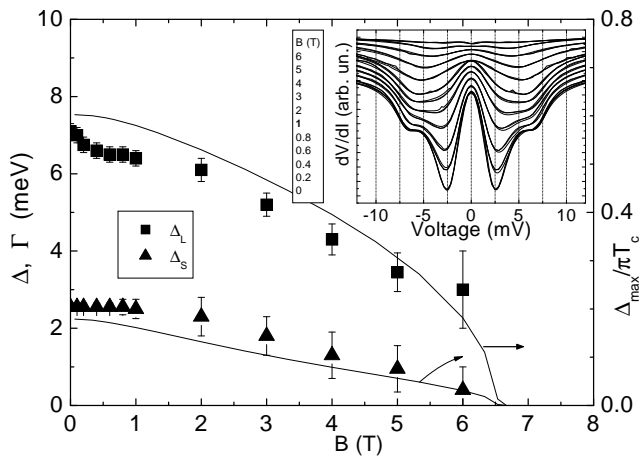 10
8
6
4
2
0
Δ, Γ (meV)
0 1 2 3 4 5 6 7 8
B (T)
0.8
0.4
0.0
Δmax/πTc
ΔL
ΔS
B (T)
6
5
4
3
2
1
0.8
0.6
0.4
0.2
0
dV/dI (arb. un.)
-10 -5 0 5 10
Voltage (mV)